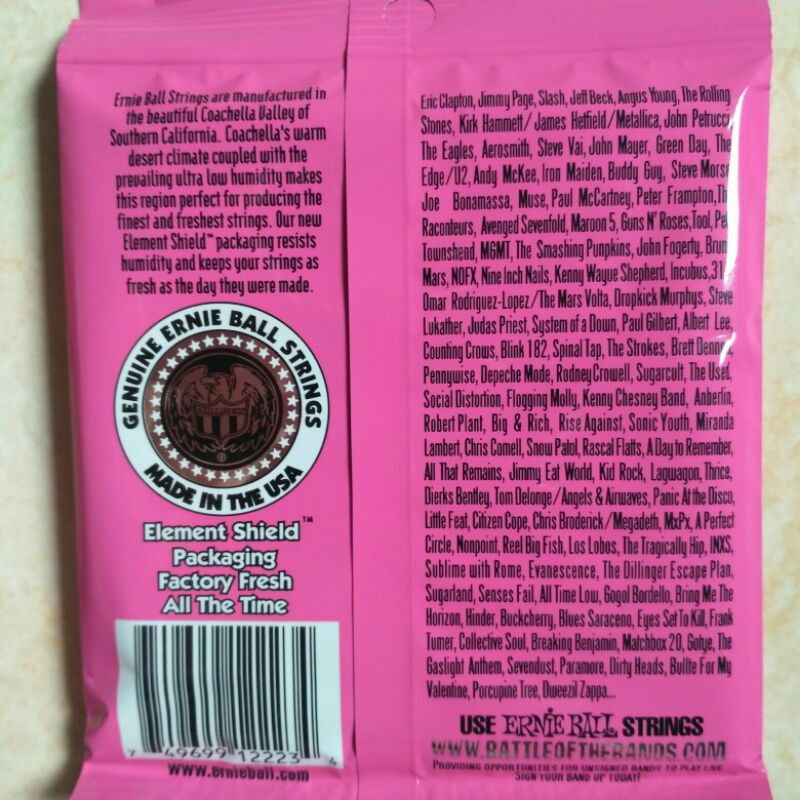 Ernie Ball Strings are manufactured in
the beautiful Coachella Valley of
Southern California. Coachella's warm
desert climate coupled with the
prevailing ultra low humidity makes
this region perfect for producing the
finest and freshest strings. Our new
Element Shield™ packaging resists
humidity and keeps your strings as
fresh as the day they were made.
GENUINE ERNIE BALL STRINGS
MADE IN THE USA
Element Shield™
Packaging
Factory Fresh
All The Time
7 49699 12223 4
www.ernieball.com
Eric Clapton, Jimmy Page, Slash, Jeff Beck, Angus Young, The Rolling
Stones, Kirk Hammett/ James Hetfield/Metallica, John Petrucci,
The Eagles, Aerosmith, Steve Vai, John Mayer, Green Day, The
Edge/U2, Andy McKee, Iron Maiden, Buddy Guy, Steve Morse
Joe Bonamassa, Muse, Paul McCartney, Peter Frampton, Th
Raconteurs, Avenged Sevenfold, Maroon 5, Guns N' Roses, Tool, Pe
Townshend, MGMT, The Smashing Punpkins, John Fogerty, Brun
Mars, NOFX, Nine Inch Nails, Kenny Wayue Shepherd, Incubus, 31
Omar Rodriguez-Lopez/The Mars Volta, Dropkick Murphys, Steve
Lukather, Judas Priest, System of a Down, Paul Gilbert, Albert Lee,
Counting Crows, Blink 182, Spinal Tap, The Strokes, Brett Denne
Pennywise, Depeche Mode, Rodney Crowell, Sugarcult, The Used,
Social Distortion, Flogging Molly, Kenny Chesney Band, Anberlin,
Robert Plant, Big & Rich, Rise Against, Sonic Youth, Miranda
Lambert, Chris Comell, Snow Patol, Rascal Flatts, A Day to Remember,
All That Remains, Jimmy Eat World, Kid Rock, Lagwagon, Thrice,
Dierks Bentley, Tom Delonge/Angels & Airwaves, Panic At the Disco,
Little Feat, Citizen Cope, Chris Broderick/Megadeth, MxPx, A Perfect
Circle, Nonpoint, Reel Big Fish, Los Lobos, The Tragically Hip, INXS,
Sublime with Rome, Evanescence, The Dillinger Escape Plan,
Sugarland, Senses Fail, All Time Low, Gogol Bordello, Bring Me The
Horizon, Hinder, Buckcherry, Blues Saraceno, Eyes Set To Kill, Frank
Tumer, Collective Soul, Breaking Benjamin, Matchbox 20, Gotye, The
Gaslight Anthem, Sevendust, Paramore, Dirty Heads, Bullte For My
Valentine, Porcupine Tree, Dweezil Zappa...
USE ERNIE BALL STRINGS
WWW.BATTLEOFTHEBANDS.COM
PROVIDING OPPORTUNITIES FOR UNSIGNED BANDS TO PLAY LIVE
SIGN YOUR BAND UP TODAY!